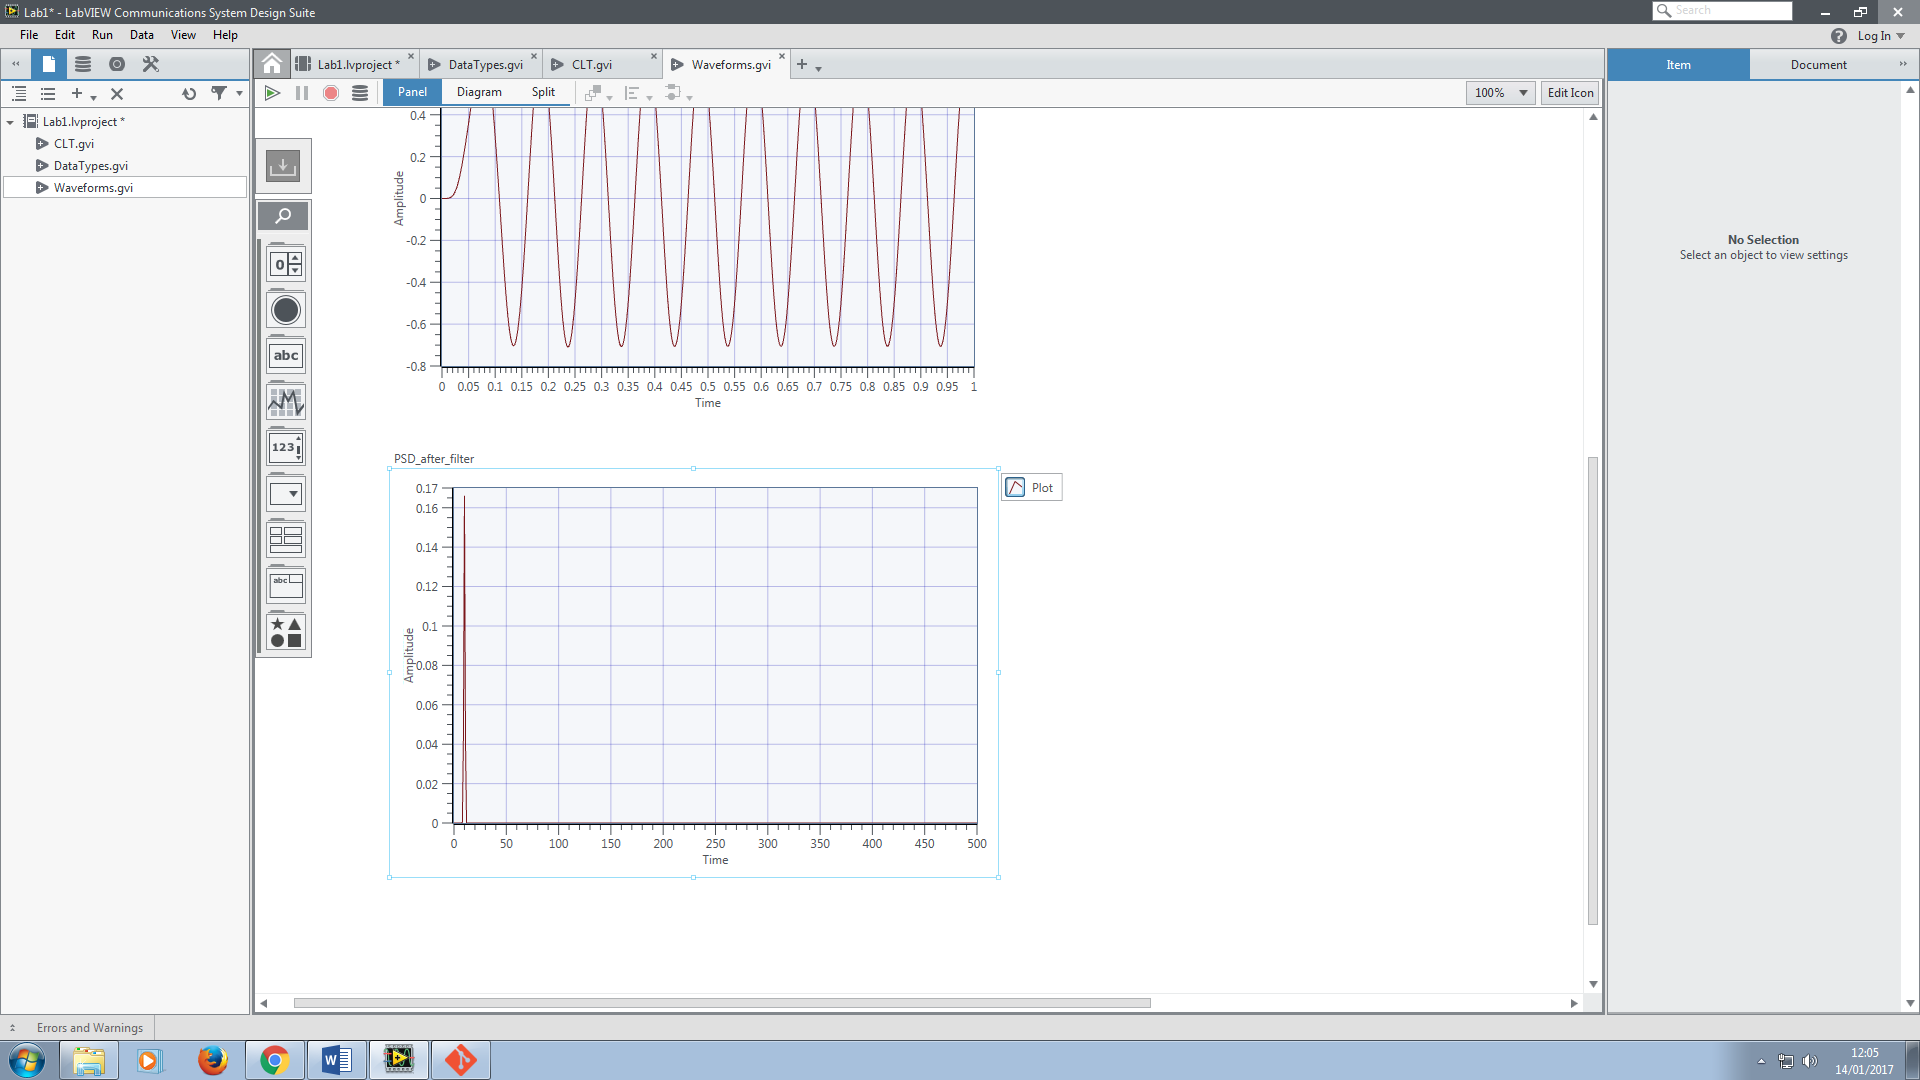 Lab1* - LabVIEW Communications System Design Suite
Search
File Edit Run Data View Help
Log In
Lab1.lvproject *
DataTypes.gvi
CLT.gvi
Waveforms.gvi
Item
Document
Panel
Diagram
Split
100%
Edit Icon
Lab1.lvproject *
CLT.gvi
DataTypes.gvi
Waveforms.gvi
0
abc
123
abc
0.4
0.2
0
-0.2
-0.4
-0.6
-0.8
Amplitude
0 0.05 0.1 0.15 0.2 0.25 0.3 0.35 0.4 0.45 0.5 0.55 0.6 0.65 0.7 0.75 0.8 0.85 0.9 0.95 1
Time
PSD_after_filter
Plot
0.17
0.16
0.14
0.12
0.1
0.08
0.06
0.04
0.02
0
Amplitude
0 50 100 150 200 250 300 350 400 450 500
Time
No Selection
Select an object to view settings
Errors and Warnings
12:05
14/01/2017